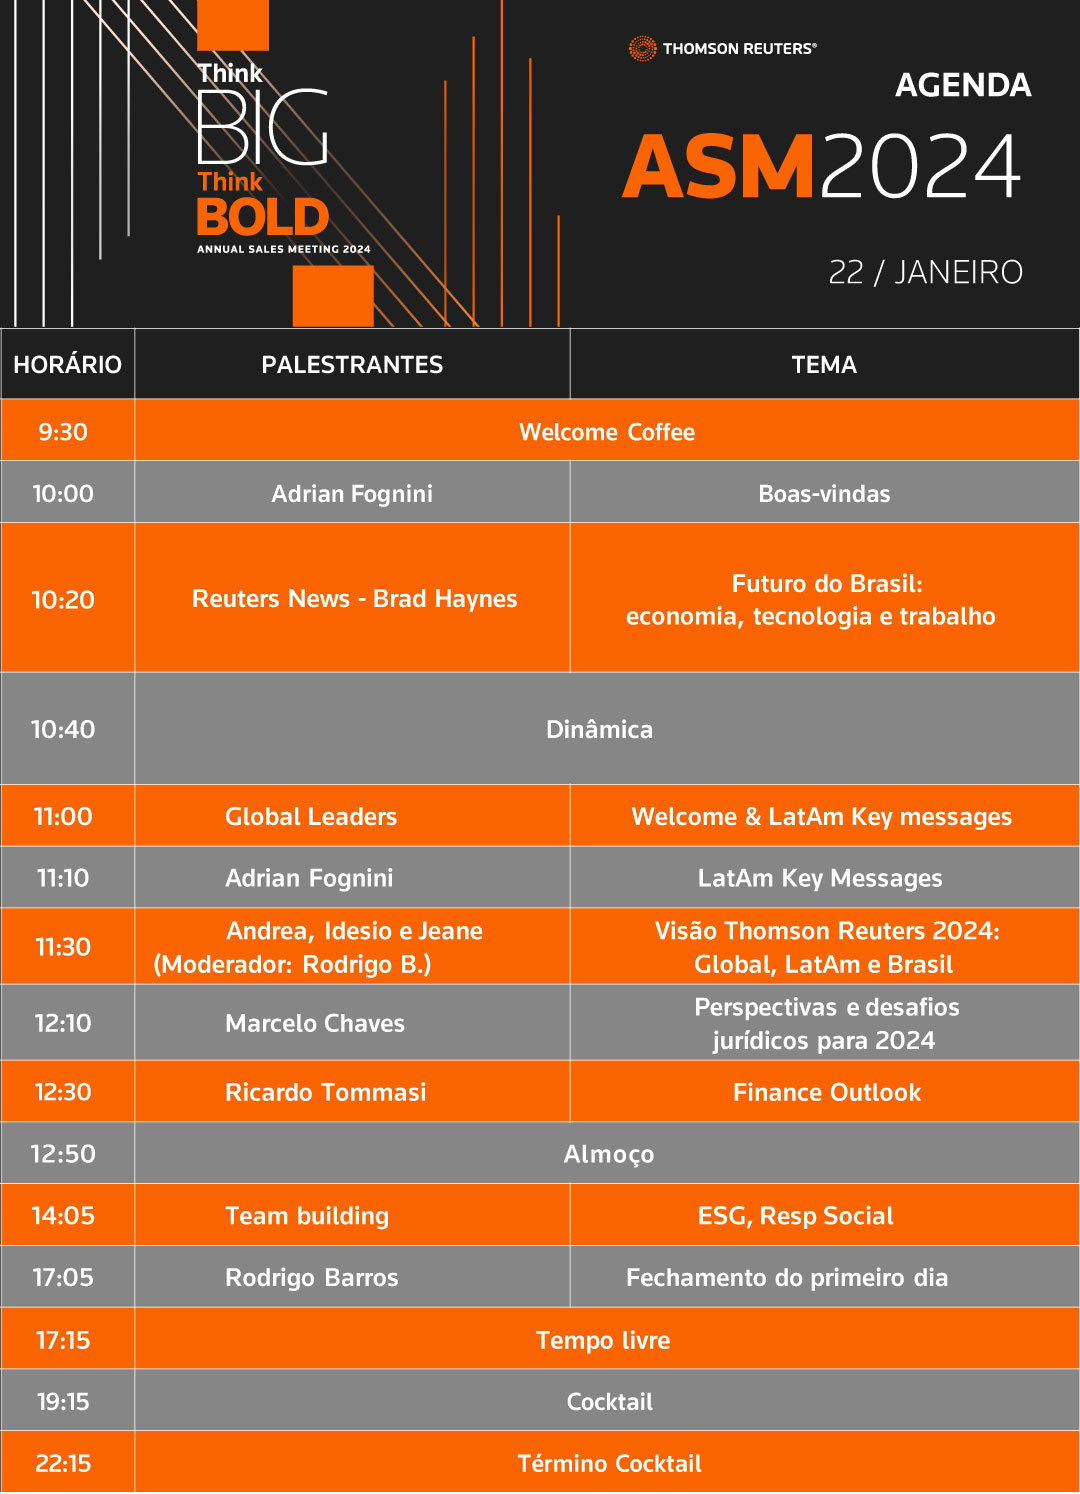 Think
BIG
Think
BOLD
ANNUAL SALES MEETING 2024
THOMSON REUTERS®
AGENDA
ASM2024
22 / JANEIRO
HORÁRIO PALESTRANTES TEMA
9:30 Welcome Coffee
10:00 Adrian Fognini Boas-vindas
10:20 Reuters News - Brad Haynes Futuro do Brasil:
economia, tecnologia e trabalho
10:40 Dinâmica
11:00 Global Leaders Welcome & LatAm Key messages
11:10 Adrian Fognini LatAm Key Messages
11:30 Andrea, Idesio e Jeane
(Moderador: Rodrigo B.)
Visão Thomson Reuters 2024:
Global, LatAm e Brasil
12:10 Marcelo Chaves Perspectivas e desafios
jurídicos para 2024
12:30 Ricardo Tommasi Finance Outlook
12:50 Almoço
14:05 Team building ESG, Resp Social
17:05 Rodrigo Barros Fechamento do primeiro dia
17:15 Tempo livre
19:15 Cocktail
22:15 Término Cocktail